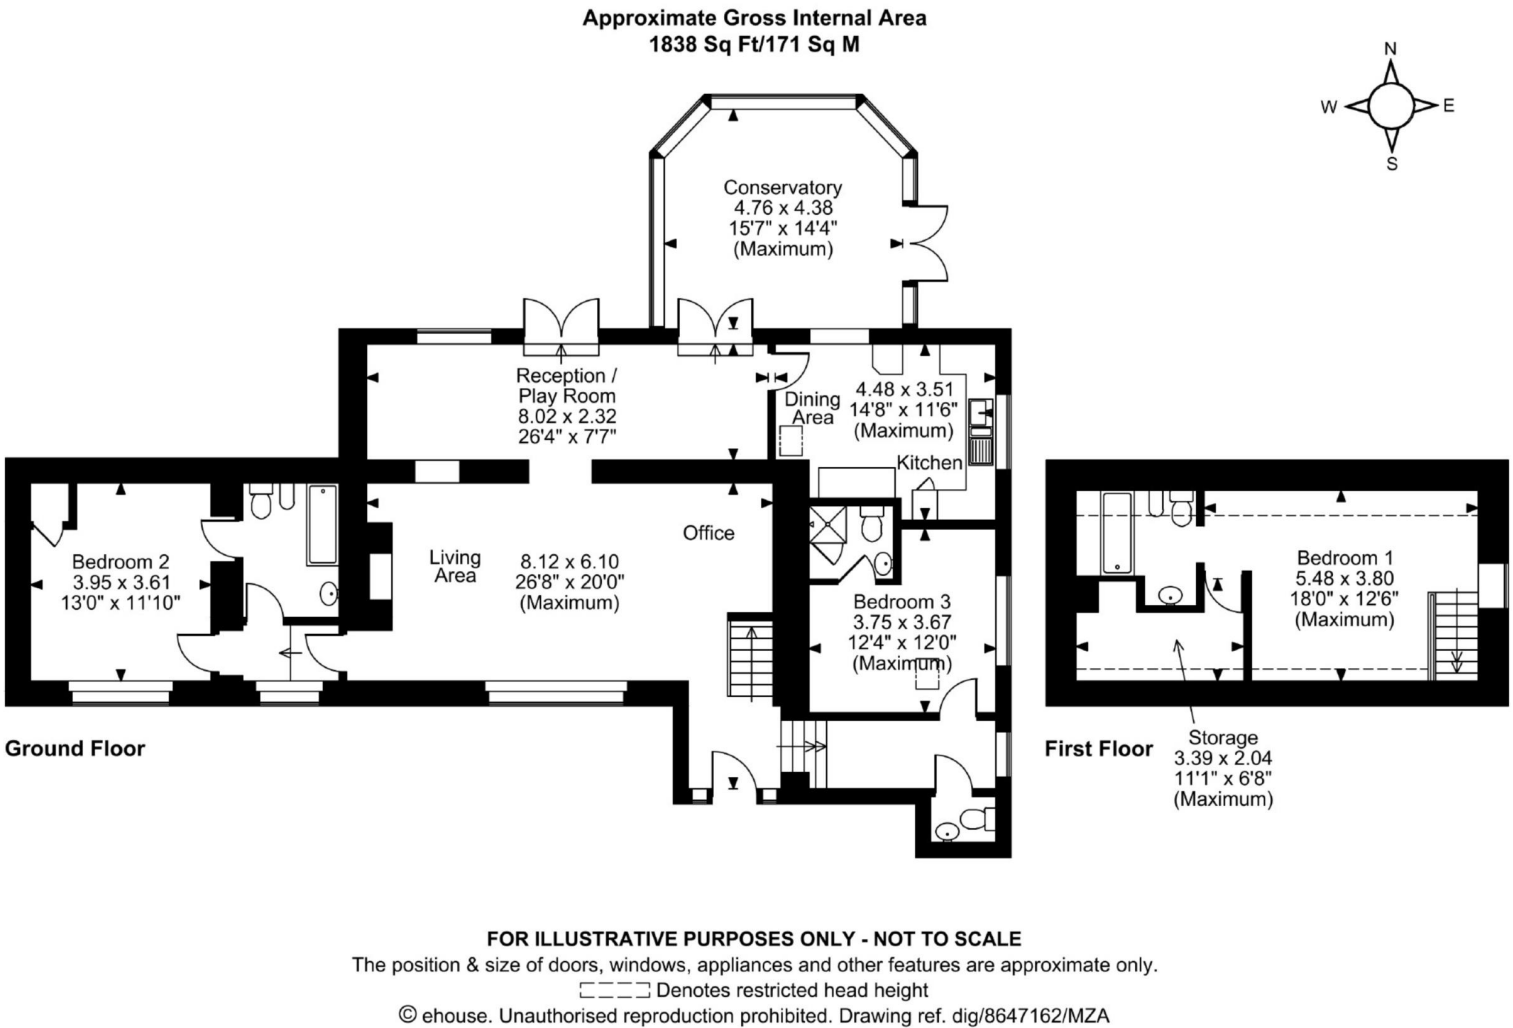 Approximate Gross Internal Area
1838 Sq Ft/171 Sq M
N
W
E
S
Conservatory
4.76 x 4.38
15'7" x 14'4"
(Maximum)
Reception /
Play Room
8.02 x 2.32
26'4" x 7'7"
Dining
Area
4.48 x 3.51
14'8" x 11'6"
(Maximum)
Kitchen
Bedroom 2
3.95 x 3.61
13'0" x 11'10"
Living
Area
8.12 x 6.10
26'8" x 20'0"
(Maximum)
Office
Bedroom 3
3.75 x 3.67
12'4" x 12'0"
(Maximum)
Bedroom 1
5.48 x 3.80
18'0" x 12'6"
(Maximum)
Ground Floor
First Floor
Storage
3.39 x 2.04
11'1" x 6'8"
(Maximum)
FOR ILLUSTRATIVE PURPOSES ONLY - NOT TO SCALE
The position & size of doors, windows, appliances and other features are approximate only.
Denotes restricted head height
© ehouse. Unauthorised reproduction prohibited. Drawing ref. dig/8647162/MZA